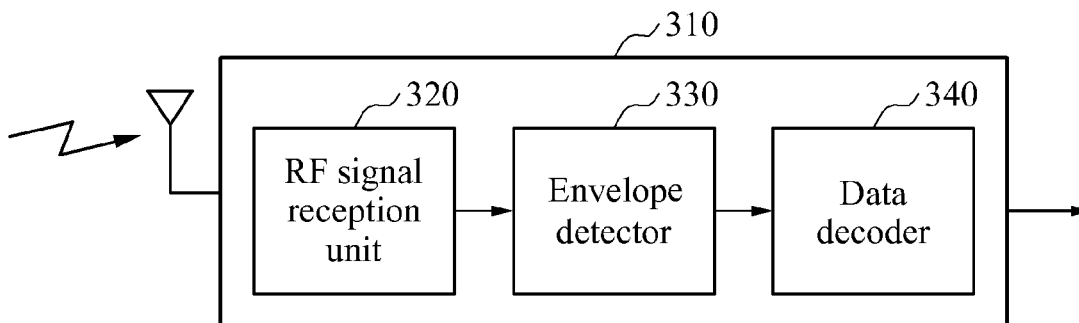 310
320
330
340
RF signal
reception
unit
Envelope
detector
Data
decoder